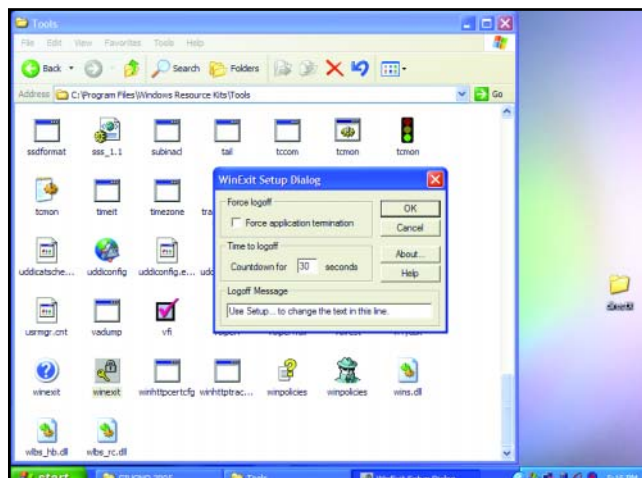 Tools
File Edit View Favorites Tools Help
Back Search Folders
Address C:\Program Files\Windows Resource Kits\Tools Go
ssdformat sss_1.1 subinacl tail tccom tcmon tcmon
WinExit Setup Dialog
Force logoff
Force application termination
OK
Cancel
Time to logoff
Countdown for 30 seconds
About...
Help
Logoff Message
Use Setup... to change the text in this line.
tcmon timeit timezone
uddicatsche... uddiconfig uddiconfig.e...
usrmgr.cnt vadump vfi
winexit winexit winhttpcertcfg winhttptrac... winpolicies winpolicies wins.dll
wlbs_hb.dll wlbs_rc.dll
start Tools WinExit Setup Dialog